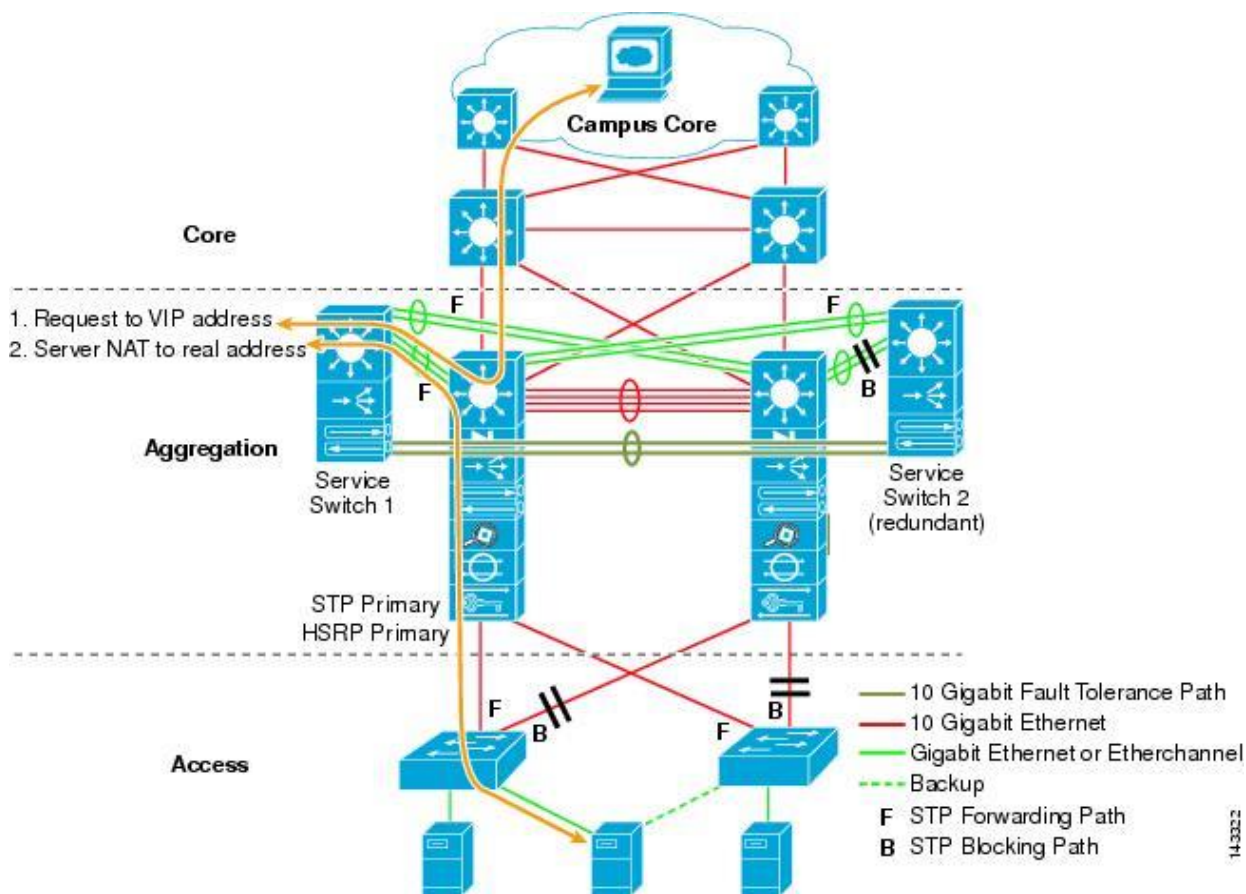 Campus Core
Core
F
F
1. Request to VIP address
2. Server NAT to real address
F
B
Aggregation
Service
Switch 1
Service
Switch 2
(redundant)
STP Primary
HSRP Primary
F
B
F
B
Access
10 Gigabit Fault Tolerance Path
10 Gigabit Ethernet
Gigabit Ethernet or Etherchannel
Backup
F STP Forwarding Path
B STP Blocking Path
143322